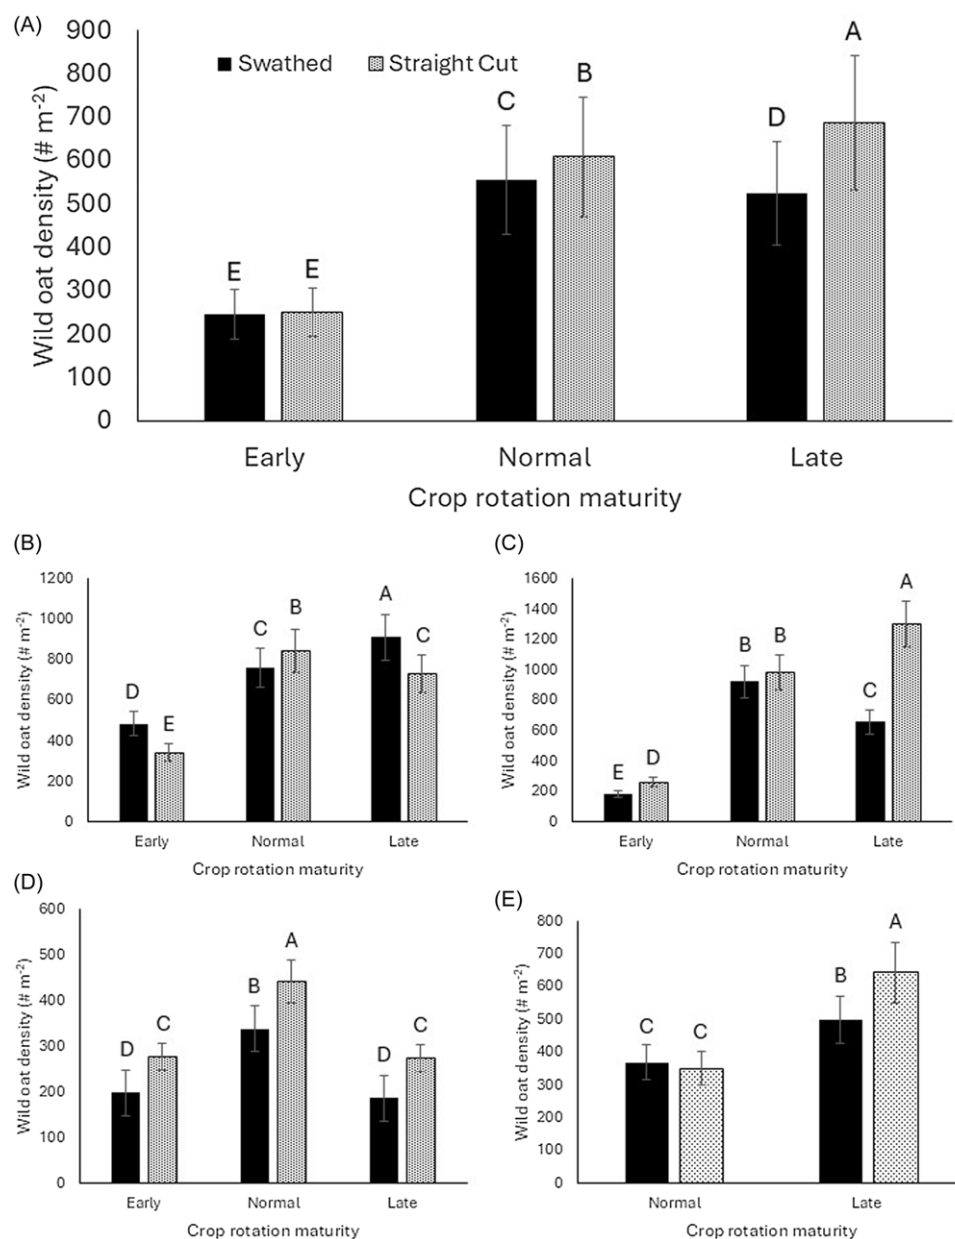 (A)
Wild oat density (# m⁻²)
900
800
700
600
500
400
300
200
100
0
Swathed
Straight Cut
E
E
C
B
D
A
Early
Normal
Late
Crop rotation maturity
(B)
Wild oat density (# m⁻²)
1200
1000
800
600
400
200
0
D
E
C
B
A
C
Early
Normal
Late
Crop rotation maturity
(C)
Wild oat density (# m⁻²)
1600
1400
1200
1000
800
600
400
200
0
E
D
B
B
C
A
Early
Normal
Late
Crop rotation maturity
(D)
Wild oat density (# m⁻²)
600
500
400
300
200
100
0
D
C
B
A
D
C
Early
Normal
Late
Crop rotation maturity
(E)
Wild oat density (# m⁻²)
800
700
600
500
400
300
200
100
0
C
C
B
A
Normal
Late
Crop rotation maturity